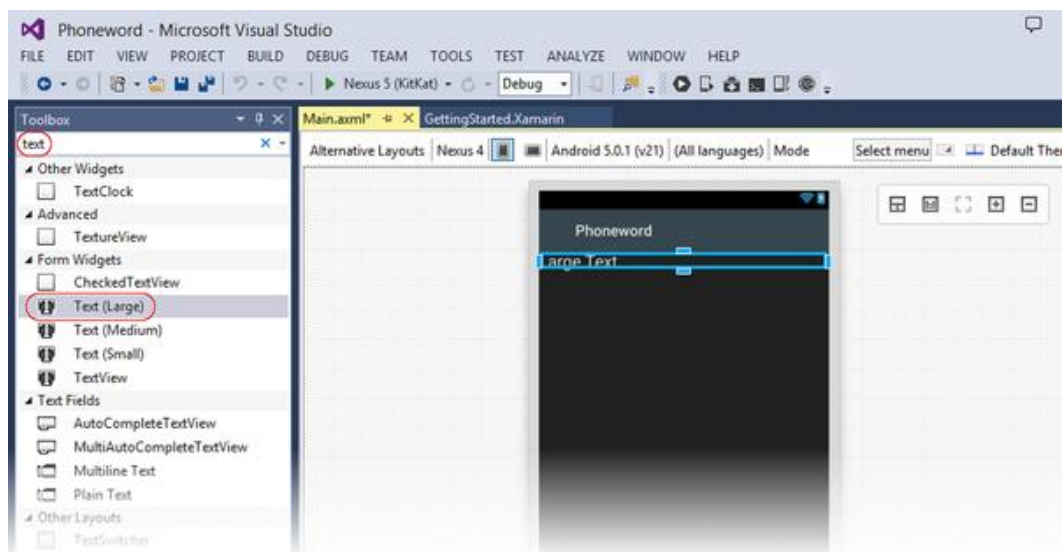 Phoneword - Microsoft Visual Studio
FILE EDIT VIEW PROJECT BUILD DEBUG TEAM TOOLS TEST ANALYZE WINDOW HELP
Nexus 5 (KitKat) Debug
Toolbox
Main.axml* GettingStarted.Xamarin
text
Alternative Layouts Nexus 4 Android 5.0.1 (v21) (All languages) Mode Select menu Default The
Other Widgets
TextClock
Advanced
TextureView
Form Widgets
CheckedTextView
Text (Large)
Text (Medium)
Text (Small)
TextView
Text Fields
AutoCompleteTextView
MultiAutoCompleteTextView
Multiline Text
Plain Text
Other Layouts
TextSwitcher
Phoneword
Large Text